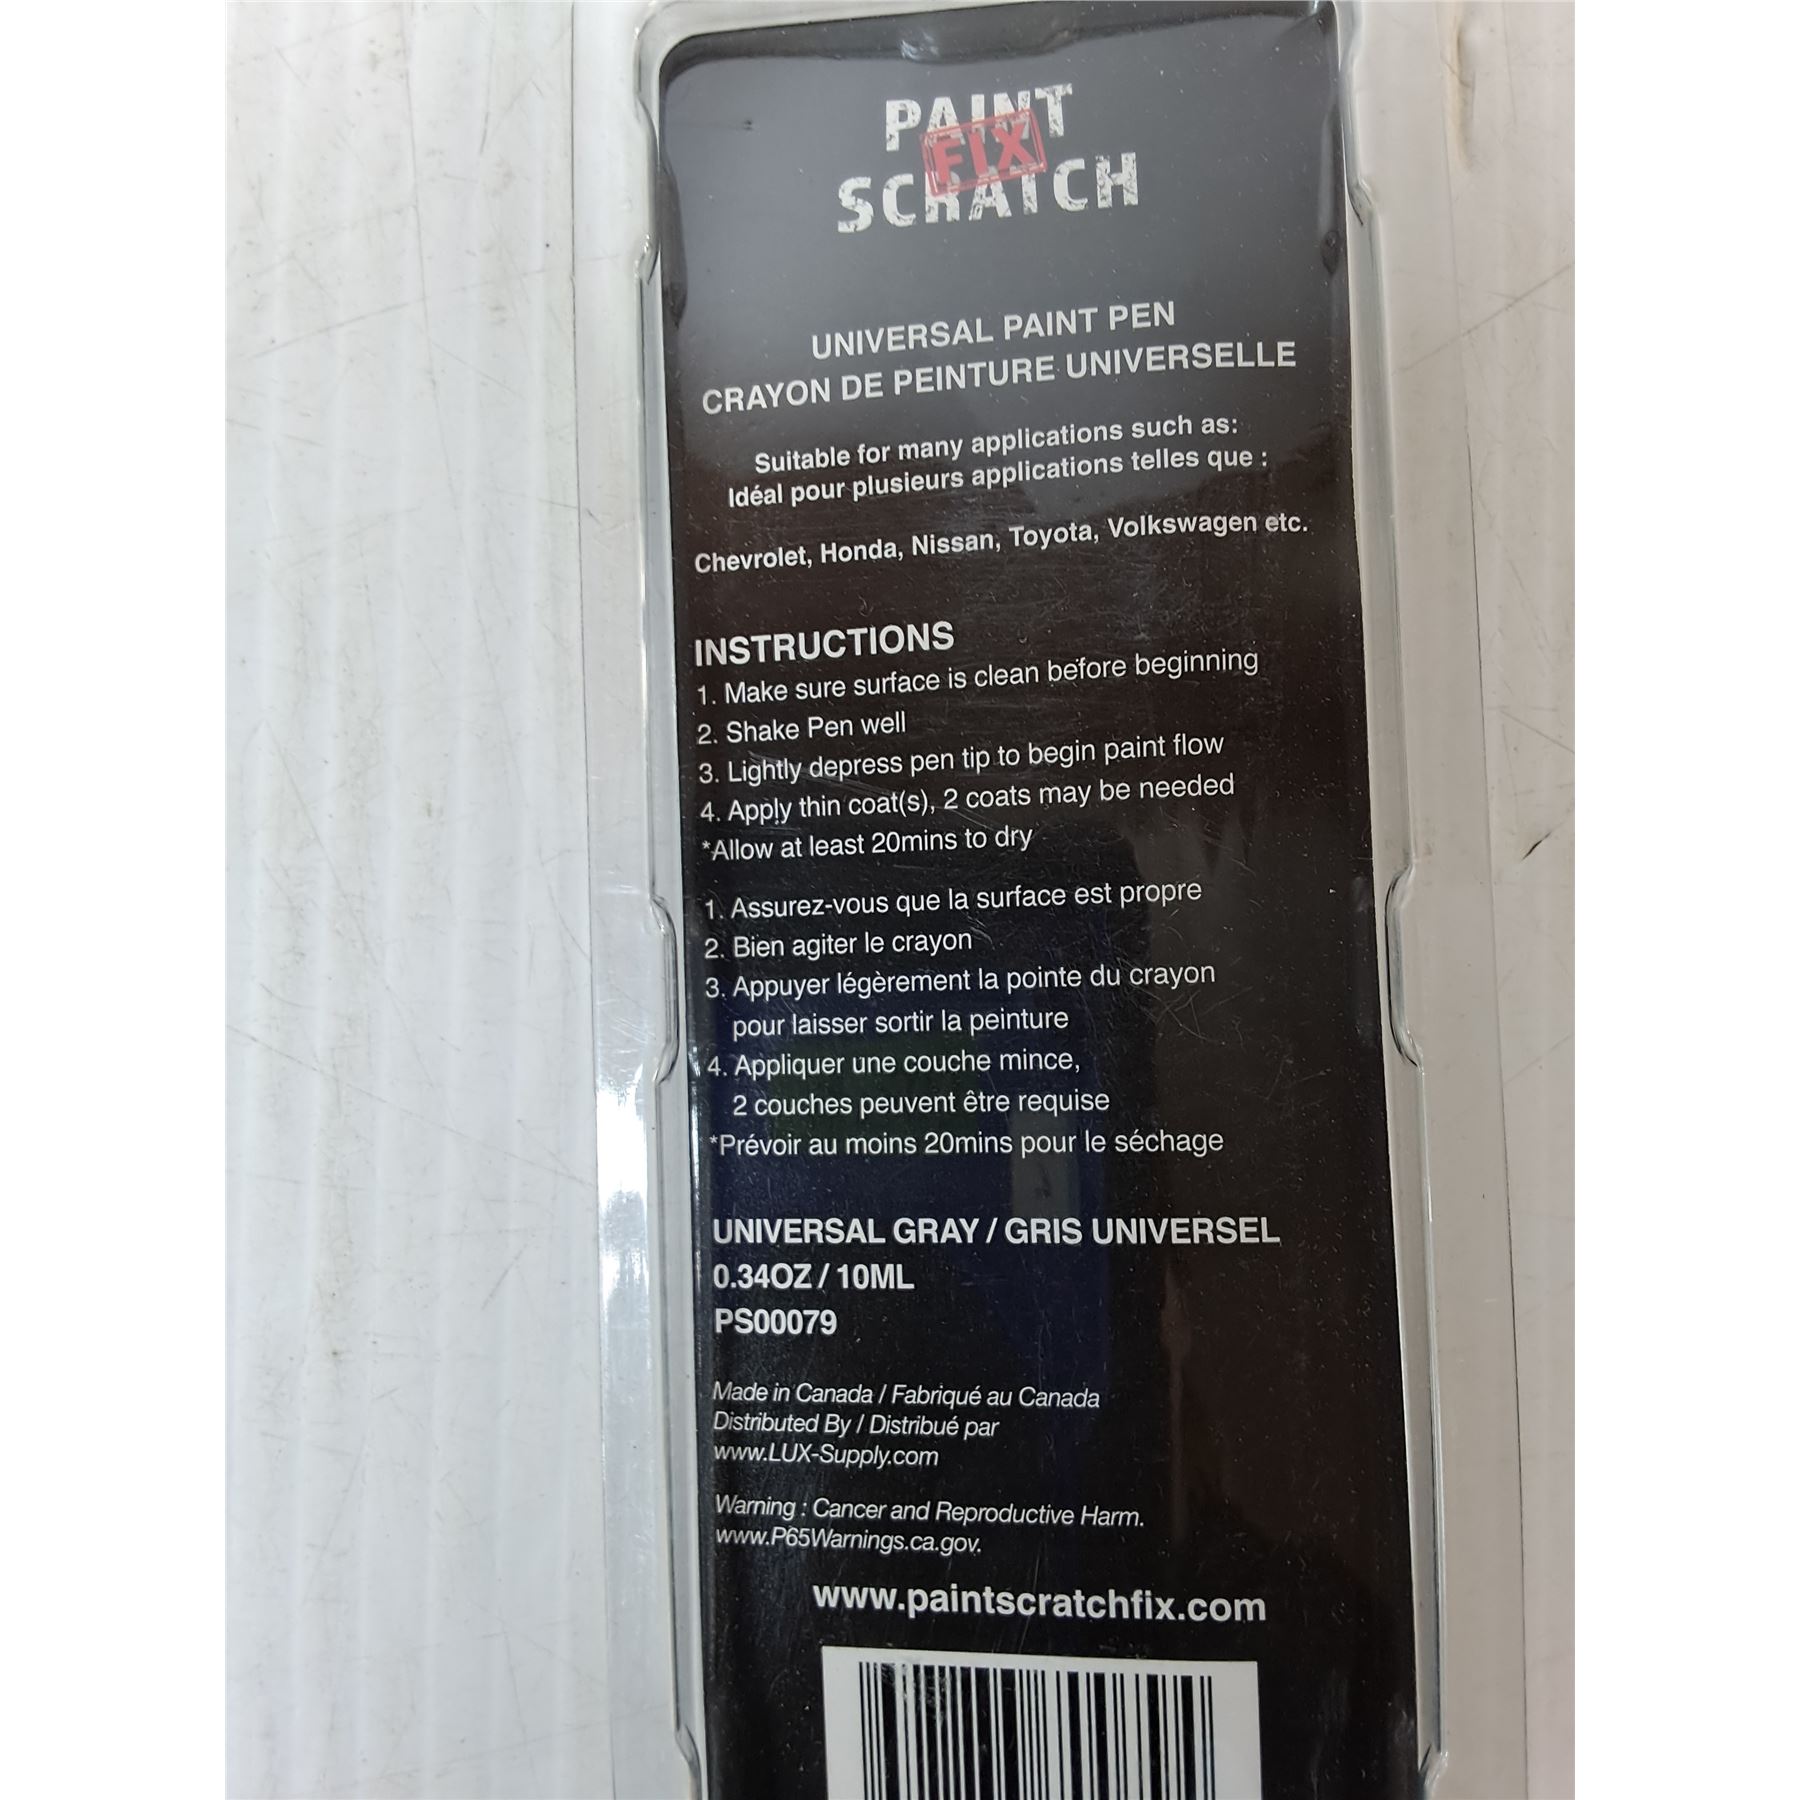 PAINT
FIX
SCRATCH
UNIVERSAL PAINT PEN
CRAYON DE PEINTURE UNIVERSELLE
Suitable for many applications such as:
Idéal pour plusieurs applications telles que :
Chevrolet, Honda, Nissan, Toyota, Volkswagen etc.
INSTRUCTIONS
1. Make sure surface is clean before beginning
2. Shake Pen well
3. Lightly depress pen tip to begin paint flow
4. Apply thin coat(s), 2 coats may be needed
*Allow at least 20mins to dry
1. Assurez-vous que la surface est propre
2. Bien agiter le crayon
3. Appuyer légèrement la pointe du crayon
pour laisser sortir la peinture
4. Appliquer une couche mince,
2 couches peuvent être requise
*Prévoir au moins 20mins pour le séchage
UNIVERSAL GRAY / GRIS UNIVERSEL
0.34OZ / 10ML
PS00079
Made in Canada / Fabriqué au Canada
Distributed By / Distribué par
www.LUX-Supply.com
Warning : Cancer and Reproductive Harm.
www.P65Warnings.ca.gov.
www.paintscratchfix.com